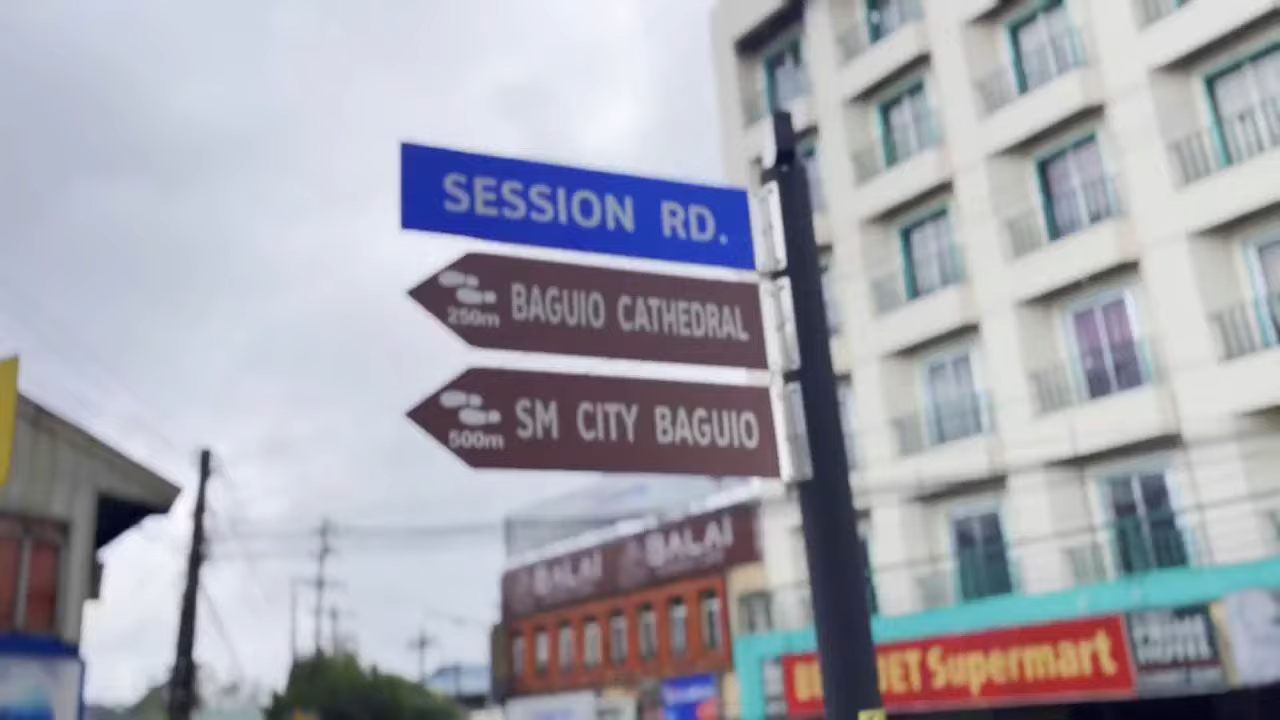 SESSION RD.
250m BAGUIO CATHEDRAL
500m SM CITY BAGUIO
BALAI BALAI
Supermart